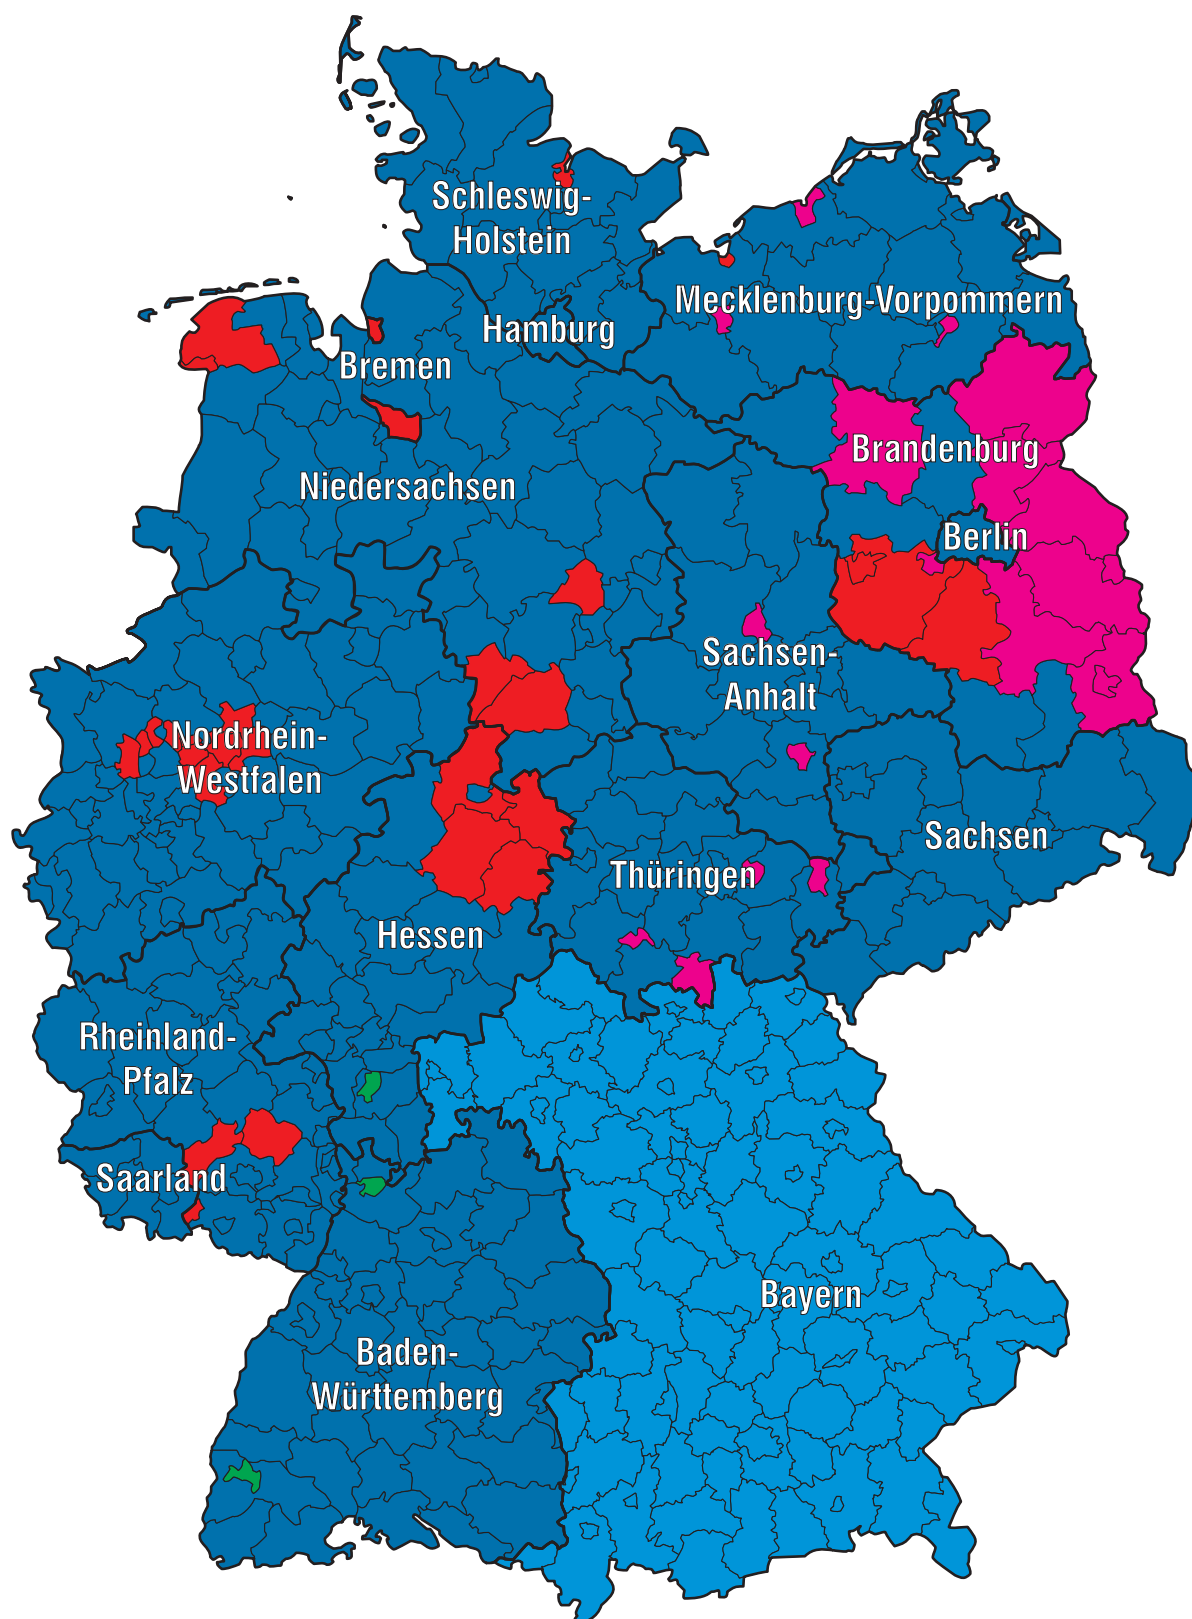 Schleswig-
Holstein
Mecklenburg-Vorpommern
Hamburg
Bremen
Brandenburg
Niedersachsen
Berlin
Sachsen-
Anhalt
Nordrhein-
Westfalen
Sachsen
Thüringen
Hessen
Rheinland-
Pfalz
Saarland
Bayern
Baden-
Württemberg